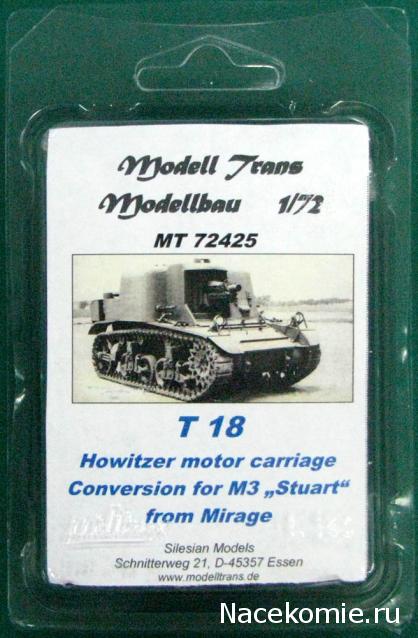 Modell Trans
Modellbau 1/72
MT 72425
T 18
Howitzer motor carriage
Conversion for M3 „Stuart“
from Mirage
Silesian Models
Schnitterweg 21, D-45357 Essen
www.modelltrans.de
Nacekomie.ru